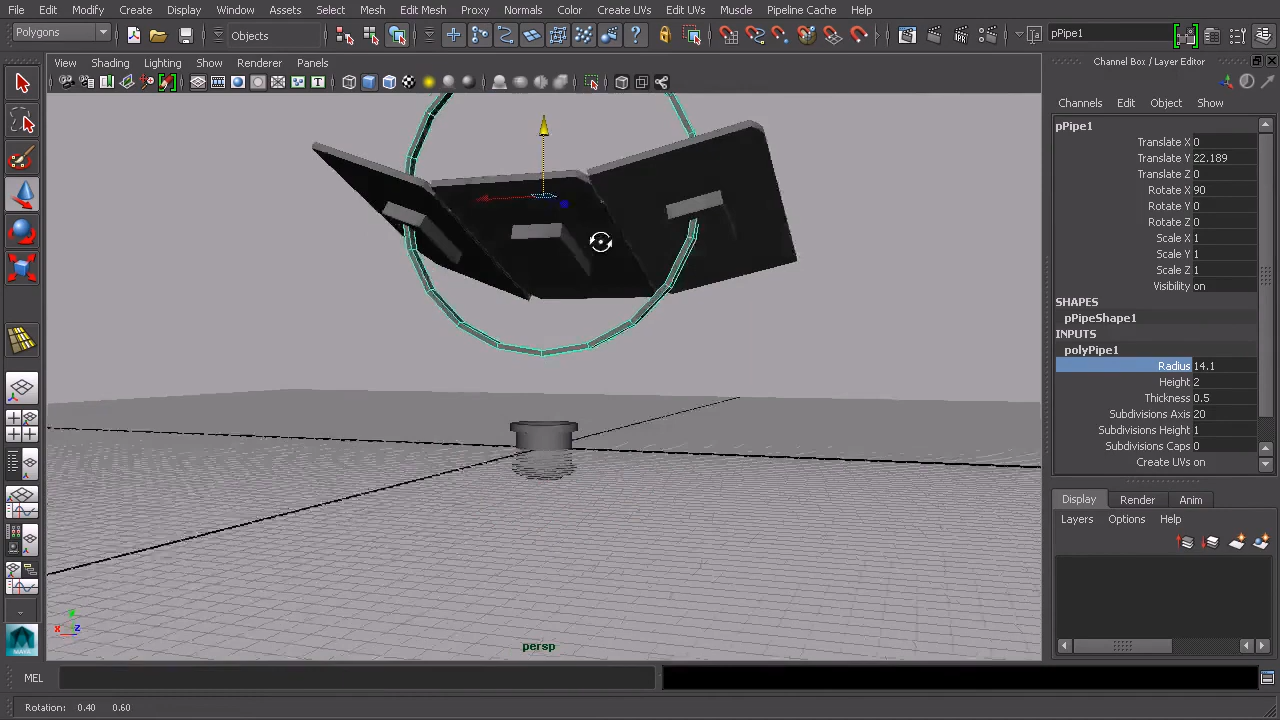 File Edit Modify Create Display Window Assets Select Mesh Edit Mesh Proxy Normals Color Create UVs Edit UVs Muscle Pipeline Cache Help
Polygons Objects pPipe1
View Shading Lighting Show Renderer Panels
Channel Box / Layer Editor
Channels Edit Object Show
pPipe1
Translate X 0
Translate Y 22.189
Translate Z 0
Rotate X 90
Rotate Y 0
Rotate Z 0
Scale X 1
Scale Y 1
Scale Z 1
Visibility on
SHAPES
pPipeShape1
INPUTS
polyPipe1
Radius 14.1
Height 2
Thickness 0.5
Subdivisions Axis 20
Subdivisions Height 1
Subdivisions Caps 0
Create UVs on
Display Render Anim
Layers Options Help
X Y Z
persp
MEL
Rotation: 0.40 0.60